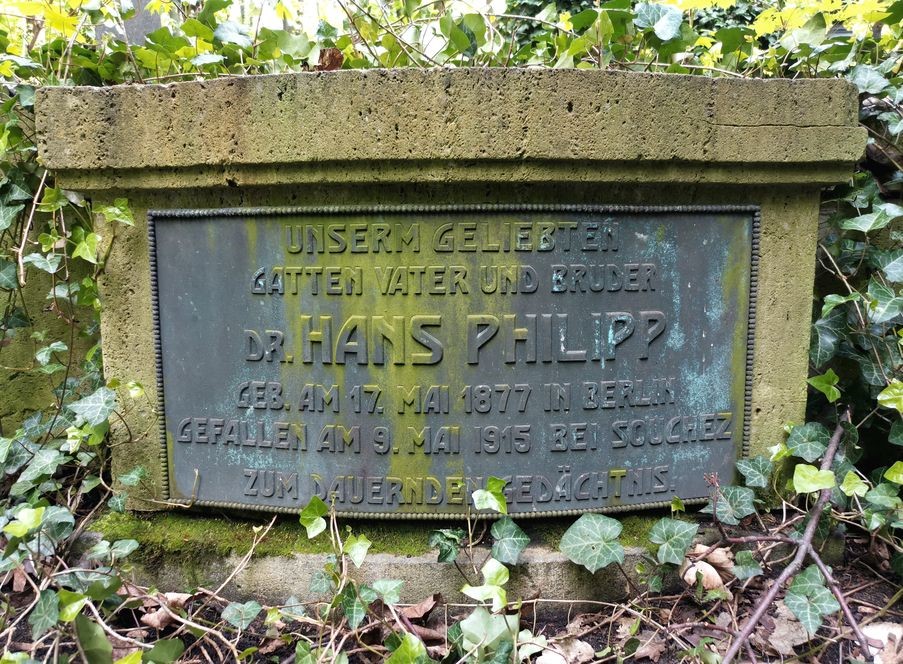 UNSERM GELIEBTEN
GATTEN VATER UND BRUDER
DR. HANS PHILIPP
GEB. AM 17. MAI 1877 IN BERLIN
GEFALLEN AM 9. MAI 1915 BEI SOUCHEZ
ZUM DAUERNDEN GEDÄCHTNIS.